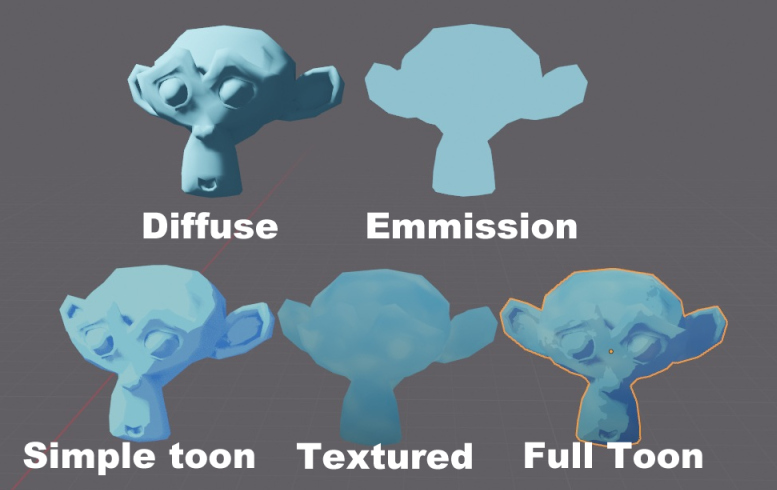 Diffuse
Emmission
Simple toon
Textured
Full Toon